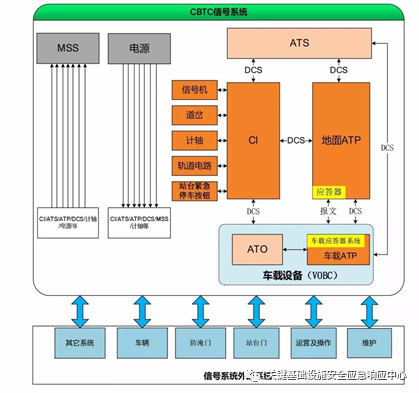 CBTC信号系统
MSS
电源
ATS
DCS
DCS
信号机
道岔
计轴
轨道电路
站台紧急
停车按钮
CI
DCS
地面ATP
应答器
DCS
CI/ATS/ATP/DCS/计轴
/电源等
CI/ATS/ATP/DCS/MSS
/计轴等
DCS
报文
DCS
ATO
车载应答器系统
车载ATP
车载设备（VOBC）
其它系统
车辆
防淹门
站台门
运营及操作
维护
信号系统外
系统
关键基础设施安全应急响应中心